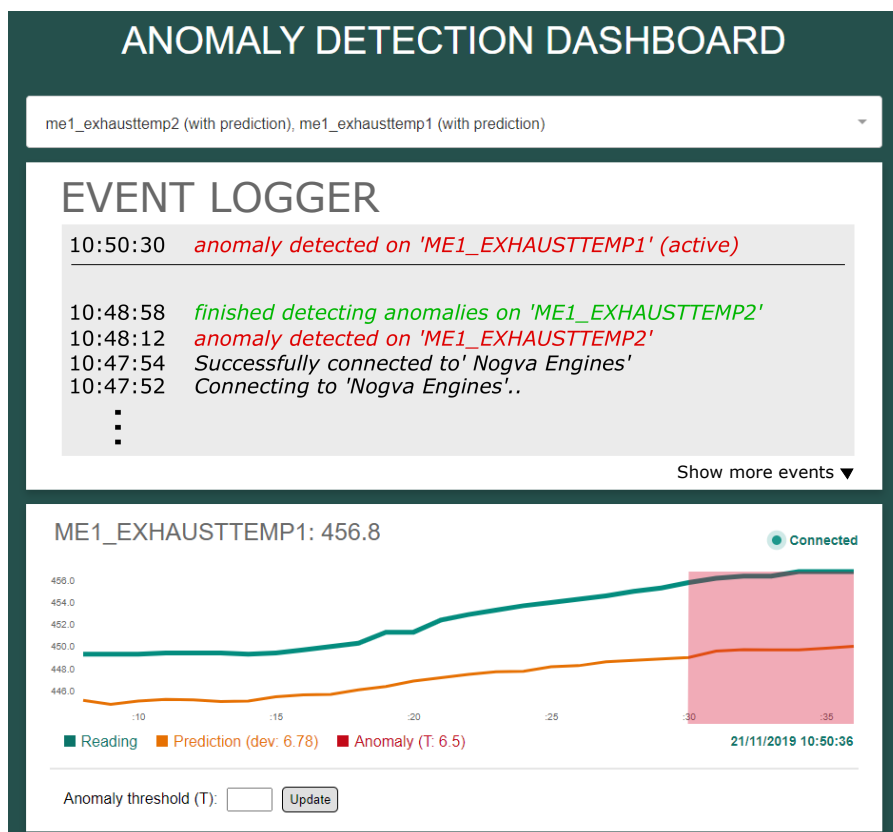 ANOMALY DETECTION DASHBOARD
me1_exhausttemp2 (with prediction), me1_exhausttemp1 (with prediction)
EVENT LOGGER
10:50:30 anomaly detected on 'ME1_EXHAUSTTEMP1' (active)
10:48:58 finished detecting anomalies on 'ME1_EXHAUSTTEMP2'
10:48:12 anomaly detected on 'ME1_EXHAUSTTEMP2'
10:47:54 Successfully connected to' Nogva Engines'
10:47:52 Connecting to 'Nogva Engines'..
Show more events ▼
ME1_EXHAUSTTEMP1: 456.8
Connected
456.0
454.0
452.0
450.0
448.0
446.0
:10 :15 :20 :25 :30 :35
Reading Prediction (dev: 6.78) Anomaly (T: 6.5) 21/11/2019 10:50:36
Anomaly threshold (T): Update